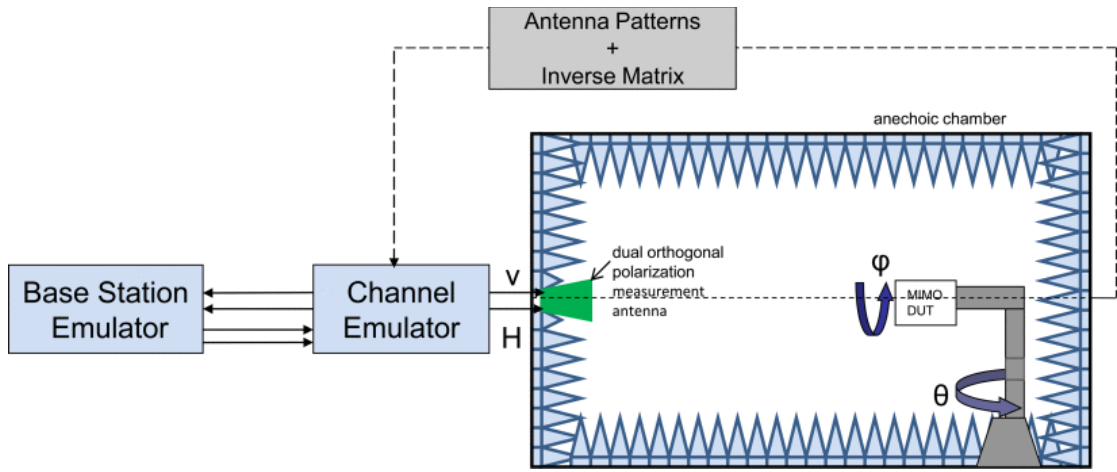 Antenna Patterns
+
Inverse Matrix
anechoic chamber
dual orthogonal
polarization
measurement
antenna
Base Station
Emulator
Channel
Emulator
V
H
φ
MIMO
DUT
θ